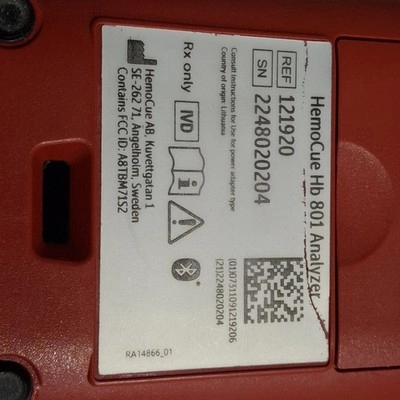 HemoCue Hb 801 Analyzer
REF 121920
SN 2248020204
Consult Instructions for Use for power adapter type
Country of origin Lithuania
(01)07311091219206
(21)2248020204
Rx only IVD
HemoCue AB, Kuvettgatan 1
SE-262 71, Ängelholm, Sweden
Contains FCC ID: A8TBM71S2
RA14866_01